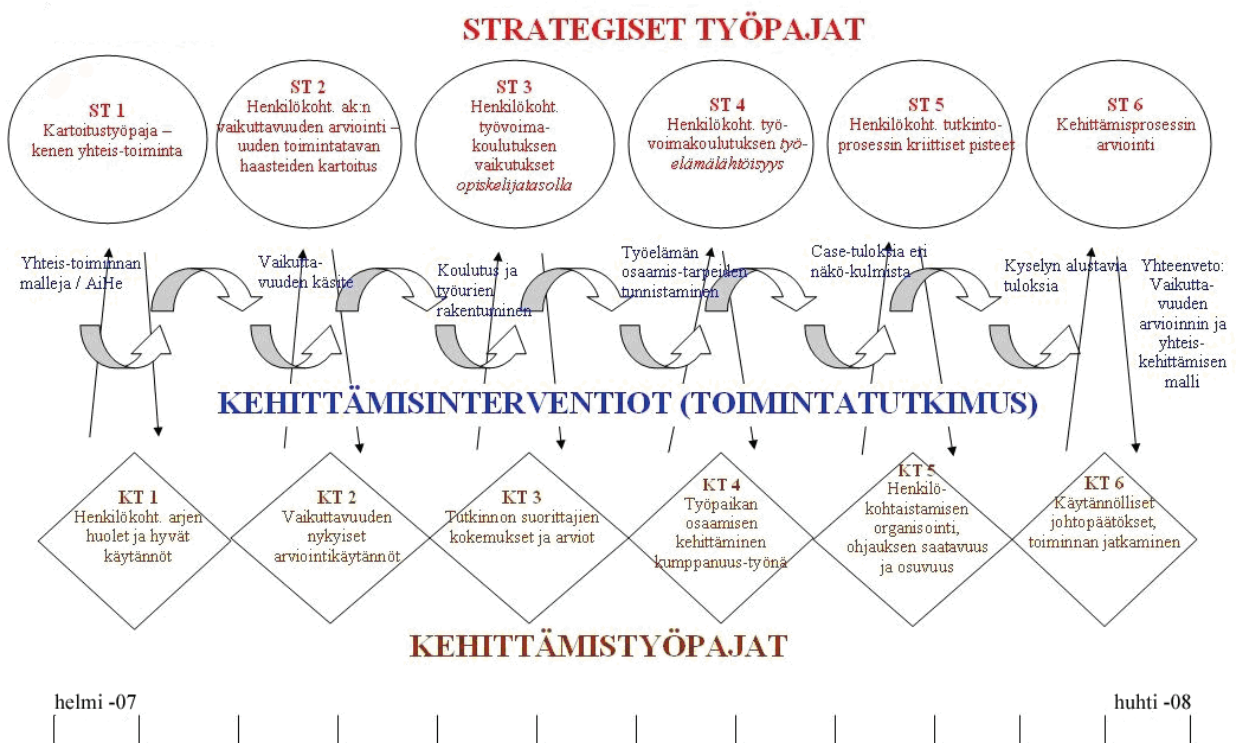 STRATEGISET TYÖPAJAT
ST 1
Kartoitustyöpaja –
kenen yhteis-toiminta
ST 2
Henkilökoht. ak:n
vaikuttavuuden arviointi –
uuden toimintatavan
haasteiden kartoitus
ST 3
Henkilökoht.
työvoima-
koulutuksen
vaikutukset
opiskelijatasolla
ST 4
Henkilökoht. työ-
voimakoulutuksen työ-
elämälähtöisyys
ST 5
Henkilökoht. tutkinto-
prosessin kriittiset pisteet
ST 6
Kehittämisprosessin
arviointi
Yhteis-toiminnan
malleja / AiHe
Vaikutta-
vuuden käsite
Koulutus ja
työurien
rakentuminen
Työelämän
osaamis-tarpeiden
tunnistaminen
Case-tuloksia eri
näkö-kulmista
Kyselyn alustavia
tuloksia
Yhteenveto:
Vaikutta-
vuuden
arvioinnin ja
yhteis-
kehittämisen
malli
KEHITTÄMISINTERVENTIOT (TOIMINTATUTKIMUS)
KT 1
Henkilökoht. arjen
huolet ja hyvät
käytännöt
KT 2
Vaikuttavuuden
nykyiset
arviointikäytännöt
KT 3
Tutkinnon suorittajien
kokemukset ja arviot
KT 4
Työpaikan
osaamisen
kehittäminen
kumppanuus-työnä
KT 5
Henkilö-
kohtaistamisen
organisointi,
ohjauksen saatavuus
ja osuvuus
KT 6
Käytännölliset
johtopäätökset,
toiminnan jatkaminen
KEHITTÄMISTYÖPAJAT
helmi -07
huhti -08